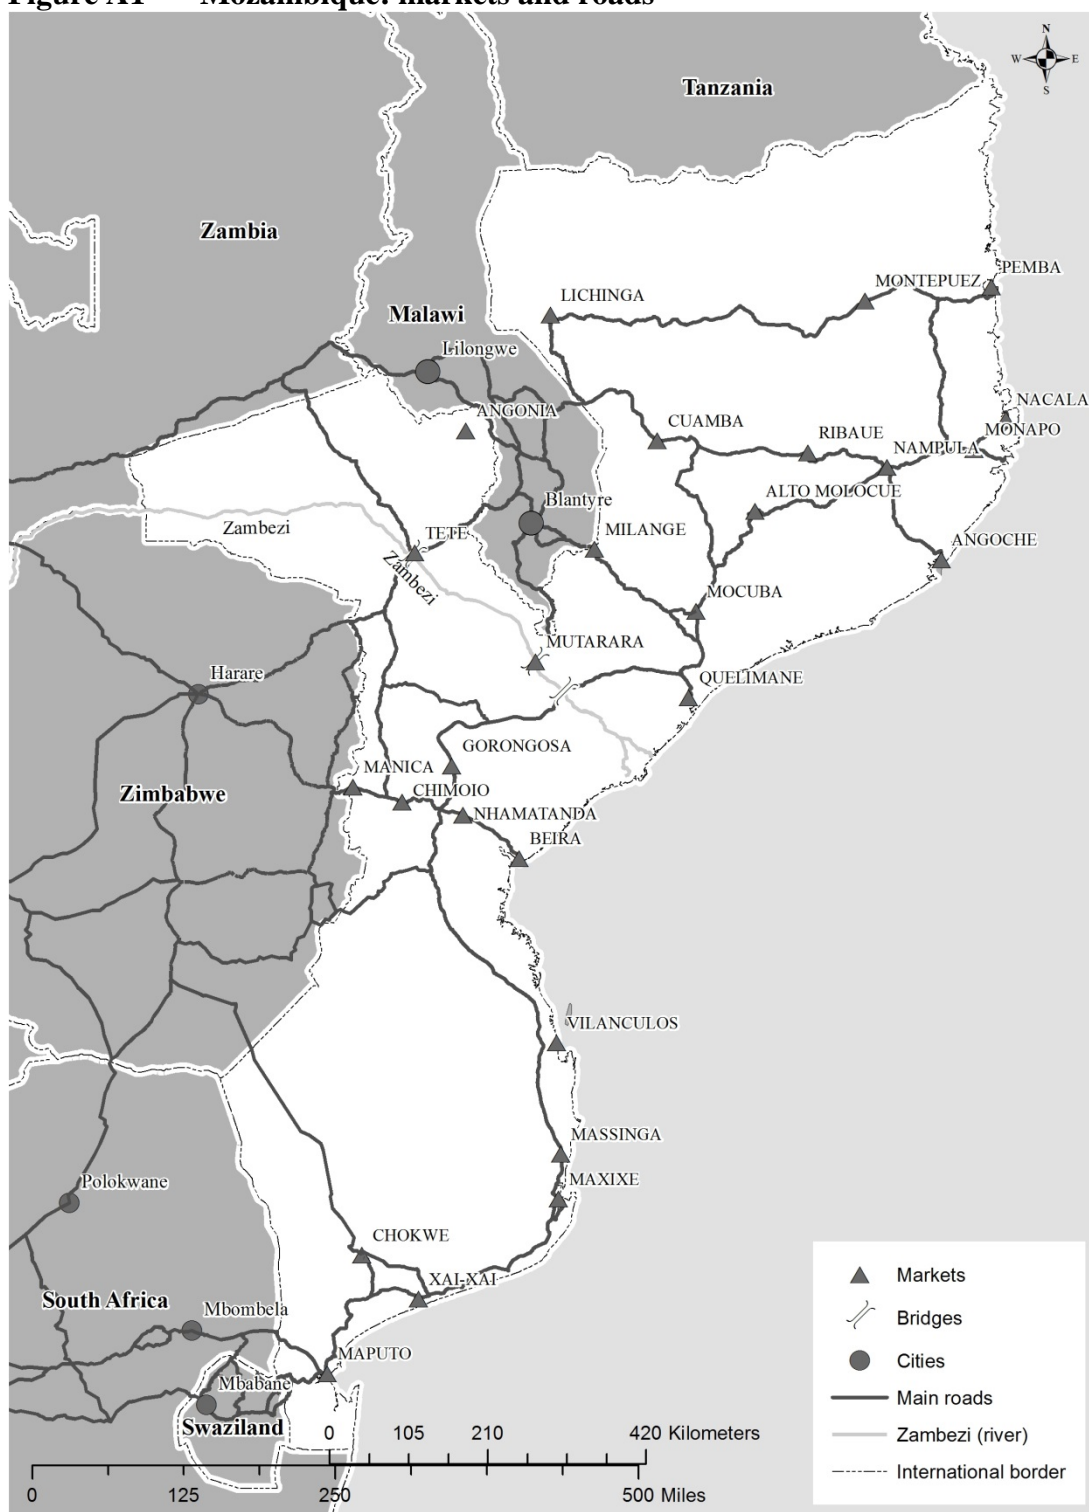 Figure A1 Mozambique: markets and roads
N
W E
S
Tanzania
Zambia
PEMBA
MONTEPUEZ
LICHINGA
Malawi
Lilongwe
NACALA
ANGONIA
CUAMBA
RIBAUE
MONAPO
NAMPULA
ALTO MOLOCUE
Blantyre
Zambezi
TETE
MILANGE
ANGOCHE
Zambezi
MOCUBA
MUTARARA
Harare
QUELIMANE
GORONGOSA
MANICA
CHIMOIO
Zimbabwe
NHAMATANDA
BEIRA
VILANCULOS
MASSINGA
MAXIXE
Polokwane
CHOKWE
XAI-XAI
South Africa
Mbombela
MAPUTO
Mbabane
Swaziland
Markets
Bridges
Cities
Main roads
Zambezi (river)
International border
0 105 210 420 Kilometers
0 125 250 500 Miles